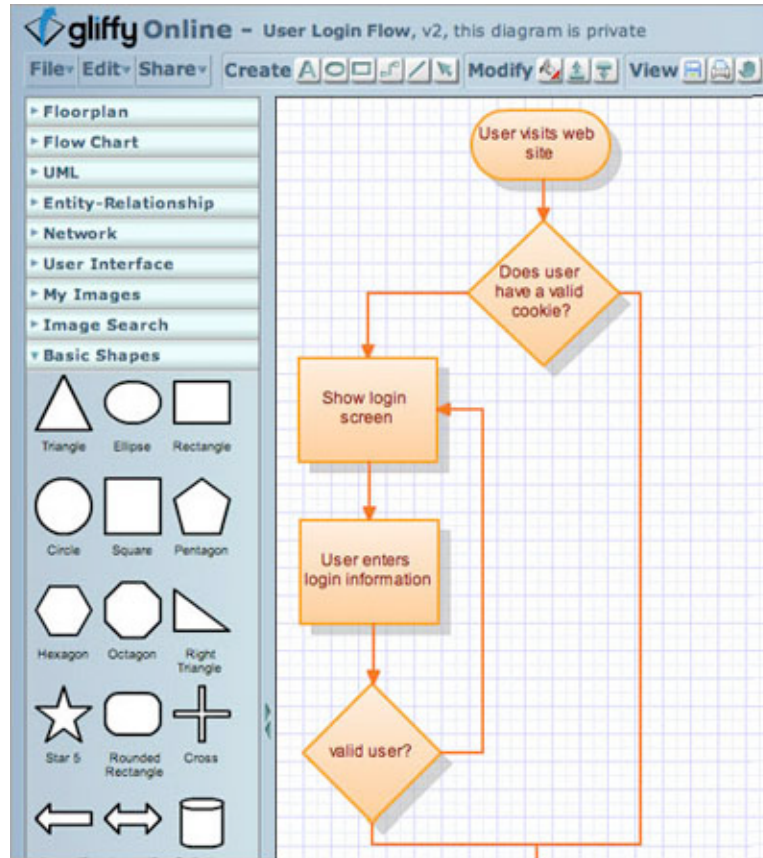 gliffy Online - User Login Flow, v2, this diagram is private
File Edit Share Create A Modify View
Floorplan
Flow Chart
UML
Entity-Relationship
Network
User Interface
My Images
Image Search
Basic Shapes
Triangle Ellipse Rectangle
Circle Square Pentagon
Hexagon Octagon Right
Triangle
Star 5 Rounded
Rectangle Cross
User visits web
site
Does user
have a valid
cookie?
Show login
screen
User enters
login information
valid user?